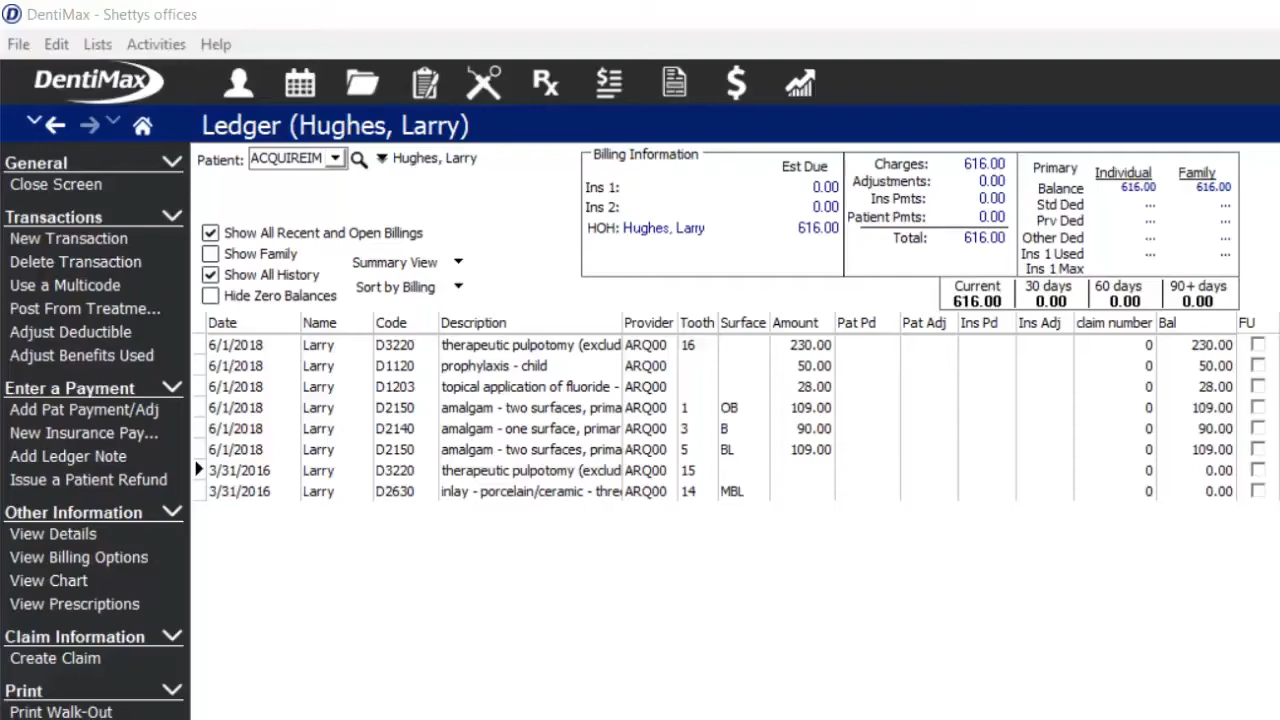 DentiMax - Shettys offices
File Edit Lists Activities Help
DentiMax
Rx
Ledger (Hughes, Larry)
General
Close Screen
Transactions
New Transaction
Delete Transaction
Use a Multicode
Post From Treatme...
Adjust Deductible
Adjust Benefits Used
Enter a Payment
Add Pat Payment/Adj
New Insurance Pay...
Add Ledger Note
Issue a Patient Refund
Other Information
View Details
View Billing Options
View Chart
View Prescriptions
Claim Information
Create Claim
Print
Print Walk-Out
Patient: ACQUIREIM Hughes, Larry
Show All Recent and Open Billings
Show Family
Show All History
Hide Zero Balances
Summary View
Sort by Billing
Billing Information
Est Due
Ins 1: 0.00
Ins 2: 0.00
HOH: Hughes, Larry 616.00
Charges: 616.00
Adjustments: 0.00
Ins Pmts: 0.00
Patient Pmts: 0.00
Total: 616.00
Primary Individual Family
Balance 616.00 616.00
Std Ded ... ...
Prv Ded ... ...
Other Ded ... ...
Ins 1 Used ... ...
Ins 1 Max
Current 30 days 60 days 90+ days
616.00 0.00 0.00 0.00
Date Name Code Description Provider Tooth Surface Amount Pat Pd Pat Adj Ins Pd Ins Adj claim number Bal FU
6/1/2018 Larry D3220 therapeutic pulpotomy (exclud ARQ00 16 230.00 0 230.00
6/1/2018 Larry D1120 prophylaxis - child ARQ00 50.00 0 50.00
6/1/2018 Larry D1203 topical application of fluoride - ARQ00 28.00 0 28.00
6/1/2018 Larry D2150 amalgam - two surfaces, prima ARQ00 1 OB 109.00 0 109.00
6/1/2018 Larry D2140 amalgam - one surface, primar ARQ00 3 B 90.00 0 90.00
6/1/2018 Larry D2150 amalgam - two surfaces, prima ARQ00 5 BL 109.00 0 109.00
3/31/2016 Larry D3220 therapeutic pulpotomy (exclud ARQ00 15 0 0.00
3/31/2016 Larry D2630 inlay - porcelain/ceramic - thre ARQ00 14 MBL 0 0.00